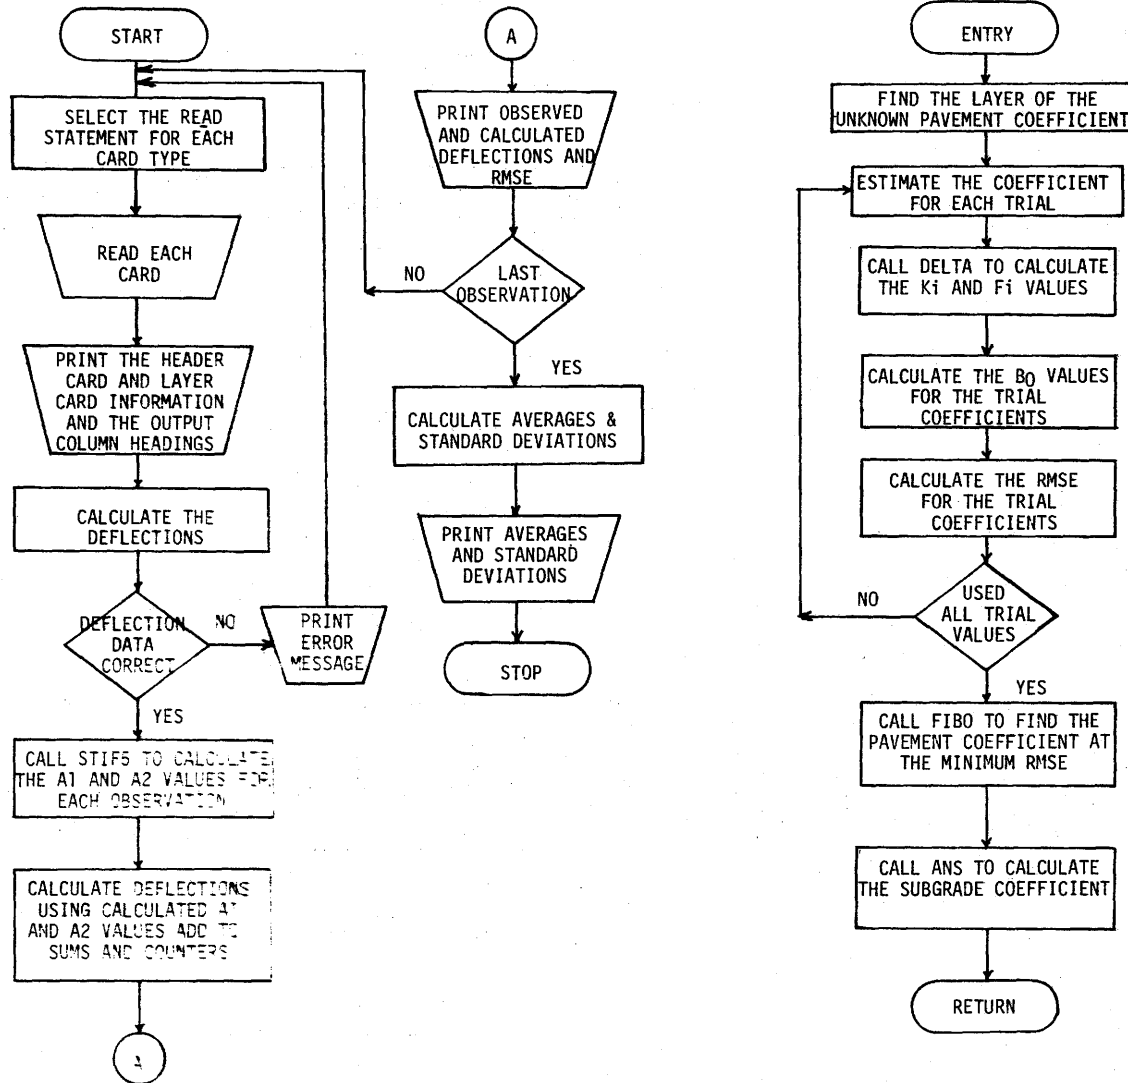 START
SELECT THE READ
STATEMENT FOR EACH
CARD TYPE
READ EACH
CARD
PRINT THE HEADER
CARD AND LAYER
CARD INFORMATION
AND THE OUTPUT
COLUMN HEADINGS
CALCULATE THE
DEFLECTIONS
DEFLECTION
DATA
CORRECT
NO
PRINT
ERROR
MESSAGE
YES
CALL STIF5 TO CALCULATE
THE A1 AND A2 VALUES FOR
EACH OBSERVATION
CALCULATE DEFLECTIONS
USING CALCULATED A1
AND A2 VALUES ADD TO
SUMS AND COUNTERS
A
A
PRINT OBSERVED
AND CALCULATED
DEFLECTIONS AND
RMSE
LAST
OBSERVATION
NO
YES
CALCULATE AVERAGES &
STANDARD DEVIATIONS
PRINT AVERAGES
AND STANDARD
DEVIATIONS
STOP
ENTRY
FIND THE LAYER OF THE
UNKNOWN PAVEMENT COEFFICIENT
ESTIMATE THE COEFFICIENT
FOR EACH TRIAL
CALL DELTA TO CALCULATE
THE Ki AND Fi VALUES
CALCULATE THE B0 VALUES
FOR THE TRIAL
COEFFICIENTS
CALCULATE THE RMSE
FOR THE TRIAL
COEFFICIENTS
USED
ALL TRIAL
VALUES
NO
YES
CALL FIBO TO FIND THE
PAVEMENT COEFFICIENT AT
THE MINIMUM RMSE
CALL ANS TO CALCULATE
THE SUBGRADE COEFFICIENT
RETURN